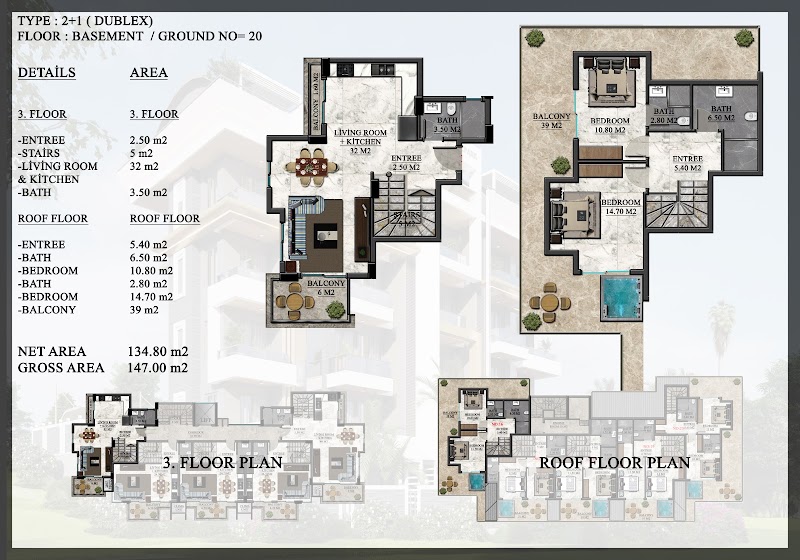 TYPE : 2+1 ( DUBLEX)
FLOOR : BASEMENT / GROUND NO= 20
DETAİLS AREA
3. FLOOR 3. FLOOR
-ENTREE 2.50 m2
-STAİRS 5 m2
-LİVİNG ROOM 32 m2
& KİTCHEN
-BATH 3.50 m2
ROOF FLOOR ROOF FLOOR
-ENTREE 5.40 m2
-BATH 6.50 m2
-BEDROOM 10.80 m2
-BATH 2.80 m2
-BEDROOM 14.70 m2
-BALCONY 39 m2
NET AREA 134.80 m2
GROSS AREA 147.00 m2
BALCONY 1.60 M2
LİVİNG ROOM
+ KİTCHEN
32 M2
BATH
3.50 M2
ENTREE
2.50 M2
STAIRS
BALCONY
6 M2
BALCONY
39 M2
BEDROOM
10.80 M2
BATH
2.80 M2
BATH
6.50 M2
ENTREE
5.40 M2
BEDROOM
14.70 M2
3. FLOOR PLAN
ROOF FLOOR PLAN